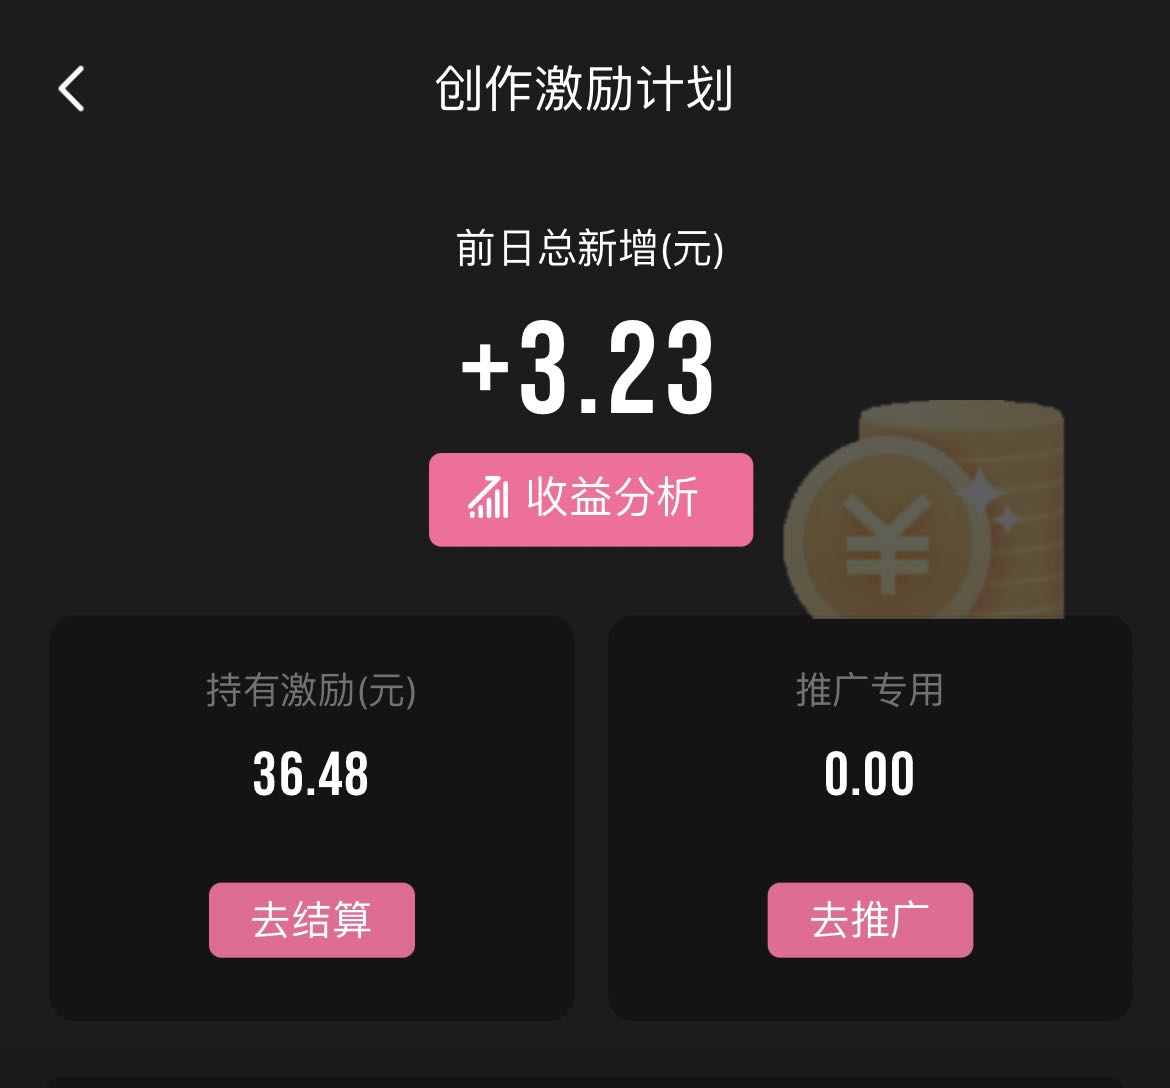 创作激励计划
前日总新增(元)
+3.23
收益分析
¥
持有激励(元)
推广专用
36.48
0.00
去结算
去推广